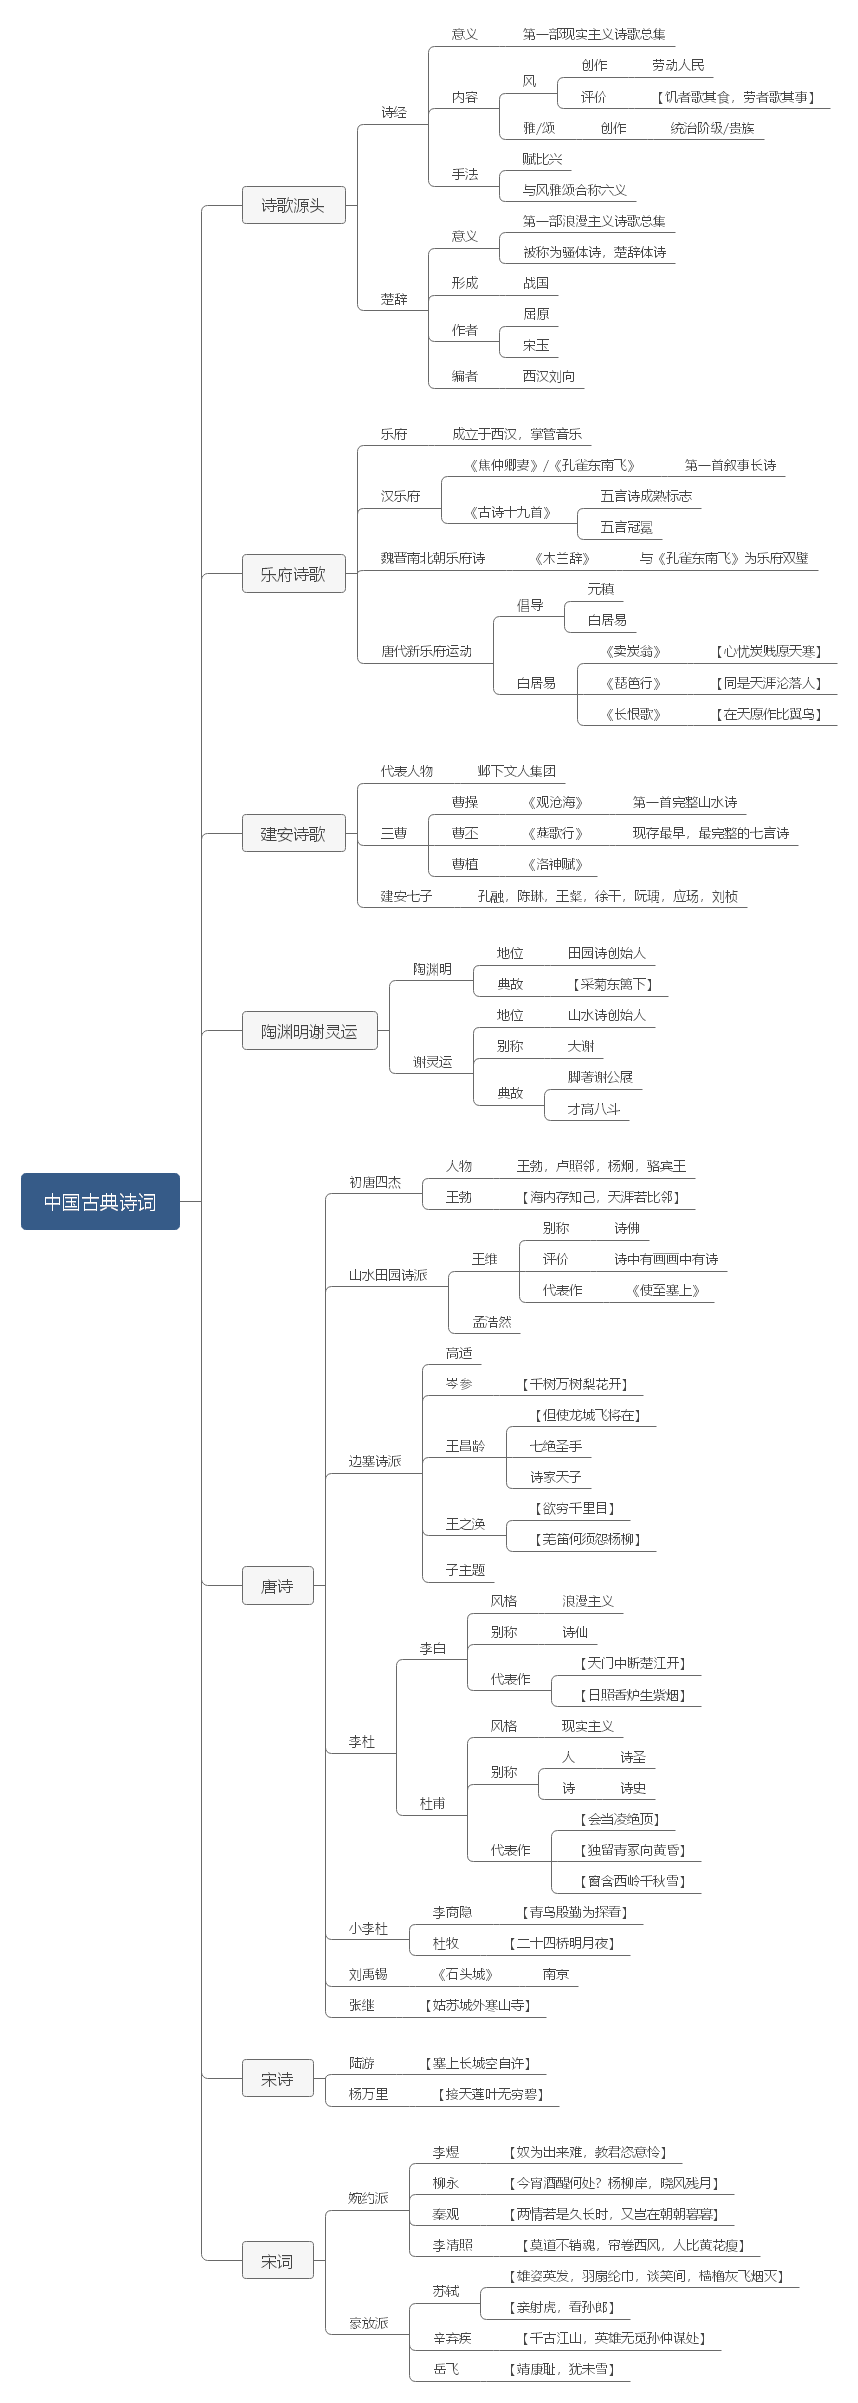 中国古典诗词
诗歌源头
诗经
意义 第一部现实主义诗歌总集
内容
风
创作 劳动人民
评价 【饥者歌其食，劳者歌其事】
雅/颂 创作 统治阶级/贵族
手法
赋比兴
与风雅颂合称六义
楚辞
意义
第一部浪漫主义诗歌总集
被称为骚体诗，楚辞体诗
形成 战国
作者
屈原
宋玉
编者 西汉刘向
乐府诗歌
乐府 成立于西汉，掌管音乐
汉乐府
《焦仲卿妻》/《孔雀东南飞》 第一首叙事长诗
《古诗十九首》
五言诗成熟标志
五言冠冕
魏晋南北朝乐府诗 《木兰辞》 与《孔雀东南飞》为乐府双璧
唐代新乐府运动
倡导
元稹
白居易
白居易
《卖炭翁》 【心忧炭贱愿天寒】
《琵笆行》 【同是天涯沦落人】
《长恨歌》 【在天愿作比翼鸟】
建安诗歌
代表人物 邺下文人集团
三曹
曹操 《观沧海》 第一首完整山水诗
曹丕 《燕歌行》 现存最早，最完整的七言诗
曹植 《洛神赋》
建安七子 孔融，陈琳，王粲，徐干，阮瑀，应玚，刘桢
陶渊明谢灵运
陶渊明
地位 田园诗创始人
典故 【采菊东篱下】
谢灵运
地位 山水诗创始人
别称 大谢
典故
脚著谢公屐
才高八斗
唐诗
初唐四杰
人物 王勃，卢照邻，杨炯，骆宾王
王勃 【海内存知己，天涯若比邻】
山水田园诗派
王维
别称 诗佛
评价 诗中有画画中有诗
代表作 《使至塞上》
孟浩然
边塞诗派
高适
岑参 【千树万树梨花开】
王昌龄
【但使龙城飞将在】
七绝圣手
诗家天子
王之涣
【欲穷千里目】
【羌笛何须怨杨柳】
子主题
李杜
李白
风格 浪漫主义
别称 诗仙
代表作
【天门中断楚江开】
【日照香炉生紫烟】
杜甫
风格 现实主义
别称
人 诗圣
诗 诗史
代表作
【会当凌绝顶】
【独留青冢向黄昏】
【窗含西岭千秋雪】
小李杜
李商隐 【青鸟殷勤为探看】
杜牧 【二十四桥明月夜】
刘禹锡 《石头城》 南京
张继 【姑苏城外寒山寺】
宋诗
陆游 【塞上长城空自许】
杨万里 【接天莲叶无穷碧】
宋词
婉约派
李煜 【奴为出来难，教君恣意怜】
柳永 【今宵酒醒何处？杨柳岸，晓风残月】
秦观 【两情若是久长时，又岂在朝朝暮暮】
李清照 【莫道不销魂，帘卷西风，人比黄花瘦】
豪放派
苏轼
【雄姿英发，羽扇纶巾，谈笑间，樯橹灰飞烟灭】
【亲射虎，看孙郎】
辛弃疾 【千古江山，英雄无觅孙仲谋处】
岳飞 【靖康耻，犹未雪】